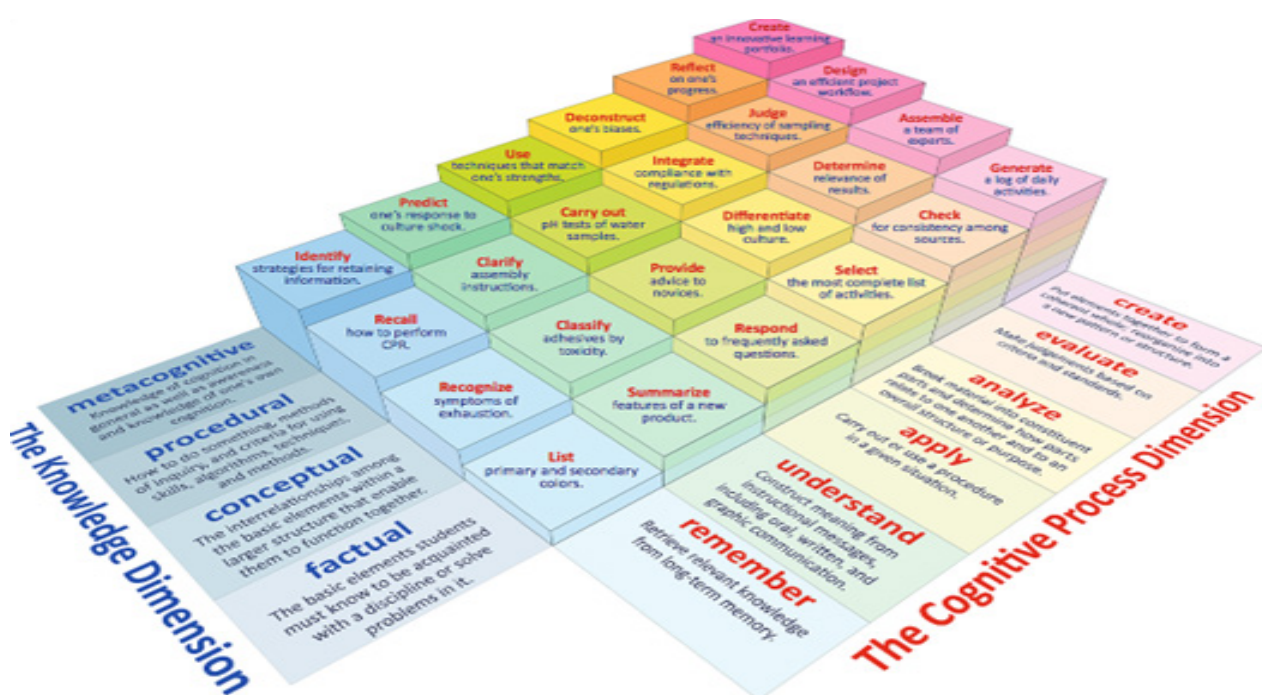 Create
an innovative learning
portfolio.
Reflect
on one's
progress.
Design
an efficient project
workflow.
Deconstruct
one's biases.
Judge
efficiency of sampling
techniques.
Assemble
a team of
experts.
Use
techniques that match
one's strengths.
Integrate
compliance with
regulations.
Determine
relevance of
results.
Generate
a log of daily
activities.
Predict
one's response to
culture shock.
Carry out
pH tests of water
samples.
Differentiate
high and low
culture.
Check
for consistency among
sources.
Identify
strategies for retaining
information.
Clarify
assembly
instructions.
Provide
advice to
novices.
Select
the most complete list
of activities.
Recall
how to perform
CPR.
Classify
adhesives by
toxicity.
Respond
to frequently asked
questions.
Recognize
symptoms of
exhaustion.
Summarize
features of a new
product.
List
primary and secondary
colors.
metacognitive
Knowledge of cognition in
general as well as awareness
and knowledge of one's own
cognition.
procedural
How to do something, methods
of inquiry, and criteria for using
skills, algorithms, techniques,
and methods.
conceptual
The interrelationships among
the basic elements within a
larger structure that enable
them to function together.
factual
The basic elements students
must know to be acquainted
with a discipline or solve
problems in it.
The Knowledge Dimension
create
Put elements together to form a
coherent whole; reorganize into
a new pattern or structure.
evaluate
Make judgements based on
criteria and standards.
analyze
Break material into constituent
parts and determine how parts
relate to one another and to an
overall structure or purpose.
apply
Carry out or use a procedure
in a given situation.
understand
Construct meaning from
instructional messages,
including oral, written, and
graphic communication.
remember
Retrieve relevant knowledge
from long-term memory.
The Cognitive Process Dimension